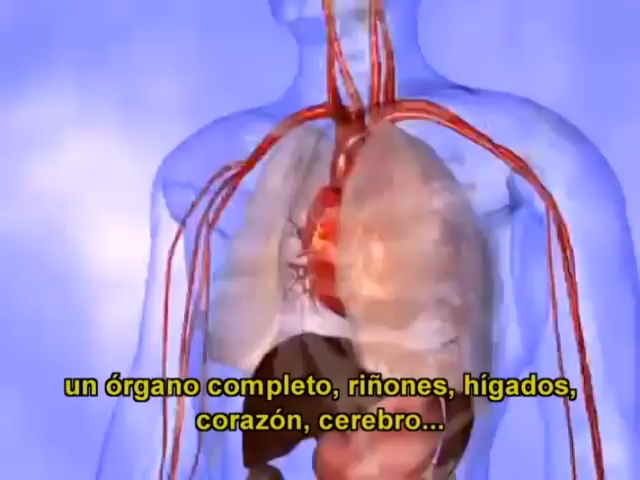 un órgano completo, riñones, hígados,
corazón, cerebro...